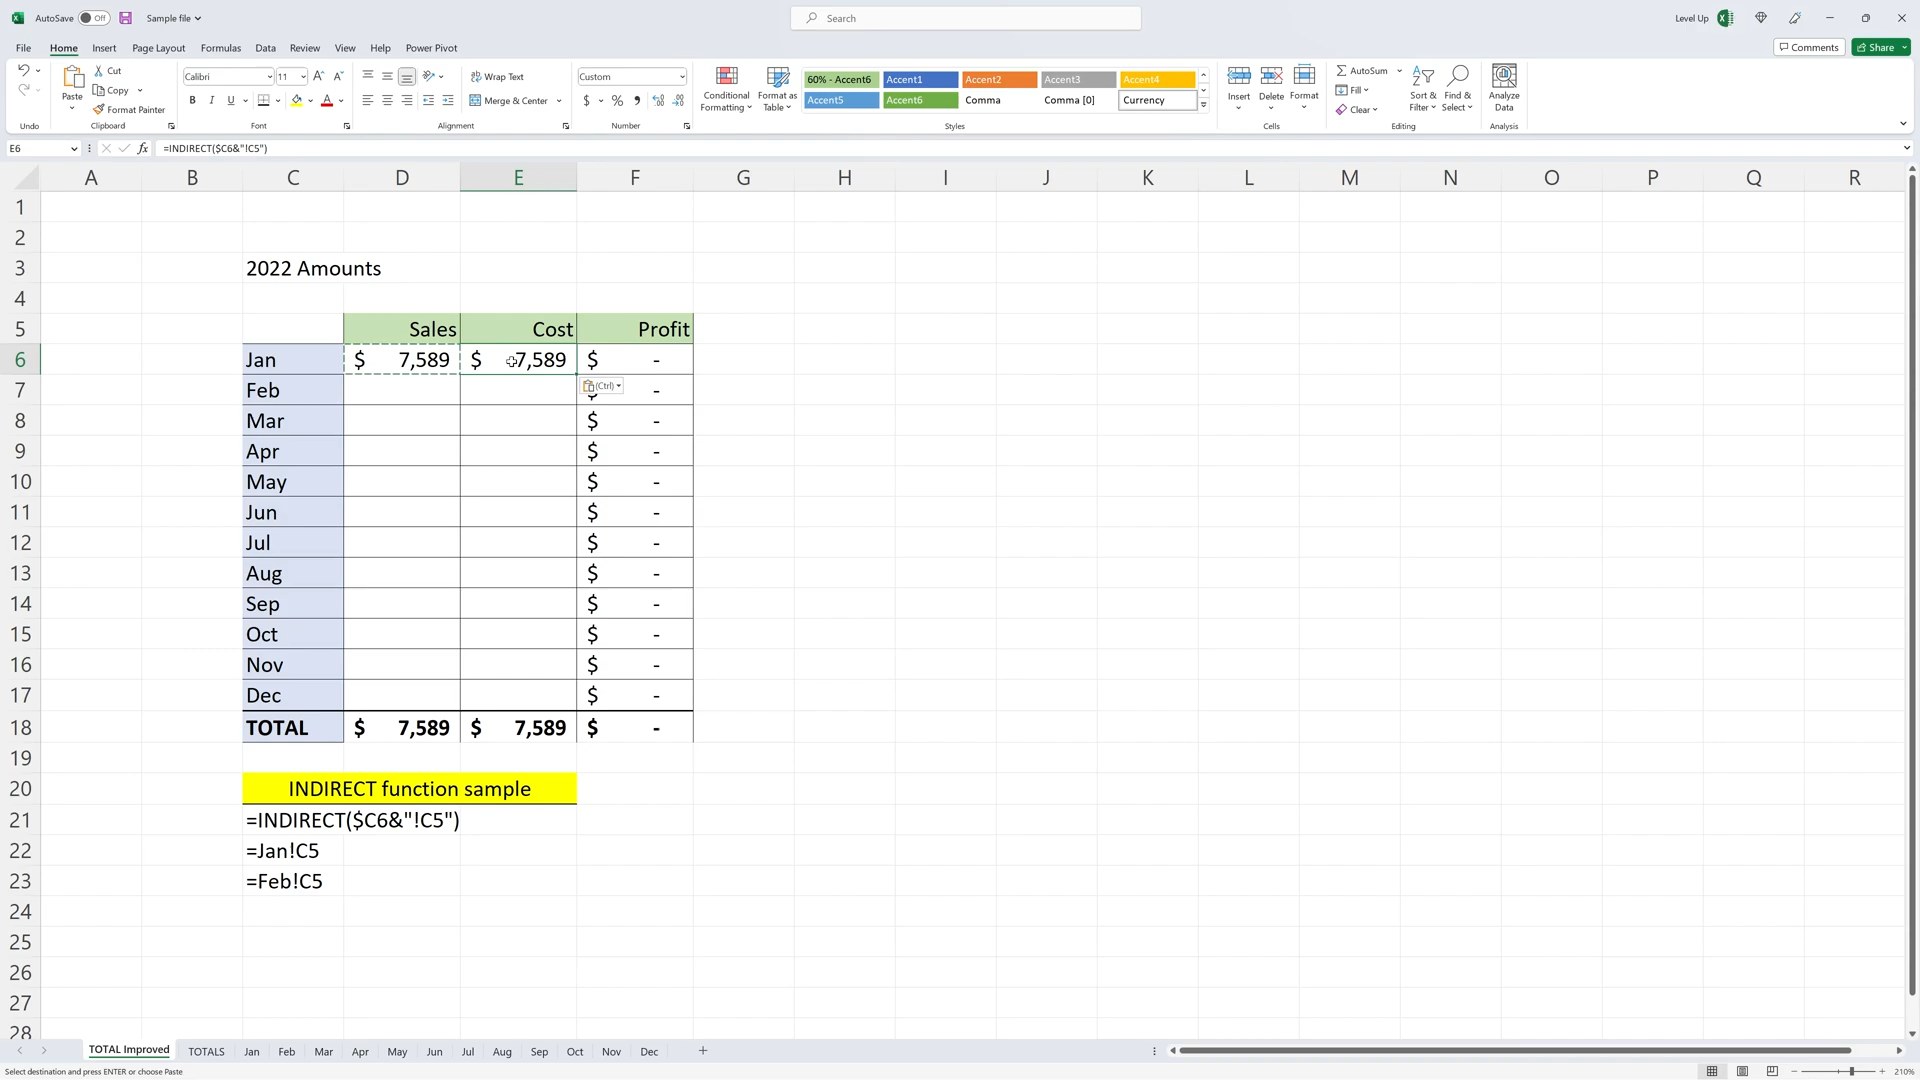 AutoSave Off Sample file Search Level Up
File Home Insert Page Layout Formulas Data Review View Help Power Pivot Comments Share
Paste Cut Copy Format Painter
Calibri 11
B I U
Wrap Text
Merge & Center
Custom
$ % ,
Conditional Formatting
Format as Table
60% - Accent6 Accent1 Accent2 Accent3 Accent4
Accent5 Accent6 Comma Comma [0] Currency
Insert Delete Format
AutoSum
Fill
Clear
Sort & Filter
Find & Select
Analyze Data
Undo Clipboard Font Alignment Number Styles Cells Editing Analysis
E6 fx =INDIRECT($C6&"!C5")
A B C D E F G H I J K L M N O P Q R
1
2
3 2022 Amounts
4
5 Sales Cost Profit
6 Jan $ 7,589 $ 7,589 $ -
(Ctrl)
7 Feb $ -
8 Mar $ -
9 Apr $ -
10 May $ -
11 Jun $ -
12 Jul $ -
13 Aug $ -
14 Sep $ -
15 Oct $ -
16 Nov $ -
17 Dec $ -
18 TOTAL $ 7,589 $ 7,589 $ -
19
20 INDIRECT function sample
21 =INDIRECT($C6&"!C5")
22 =Jan!C5
23 =Feb!C5
24
25
26
27
28
TOTAL Improved TOTALS Jan Feb Mar Apr May Jun Jul Aug Sep Oct Nov Dec
Select destination and press ENTER or choose Paste 210%